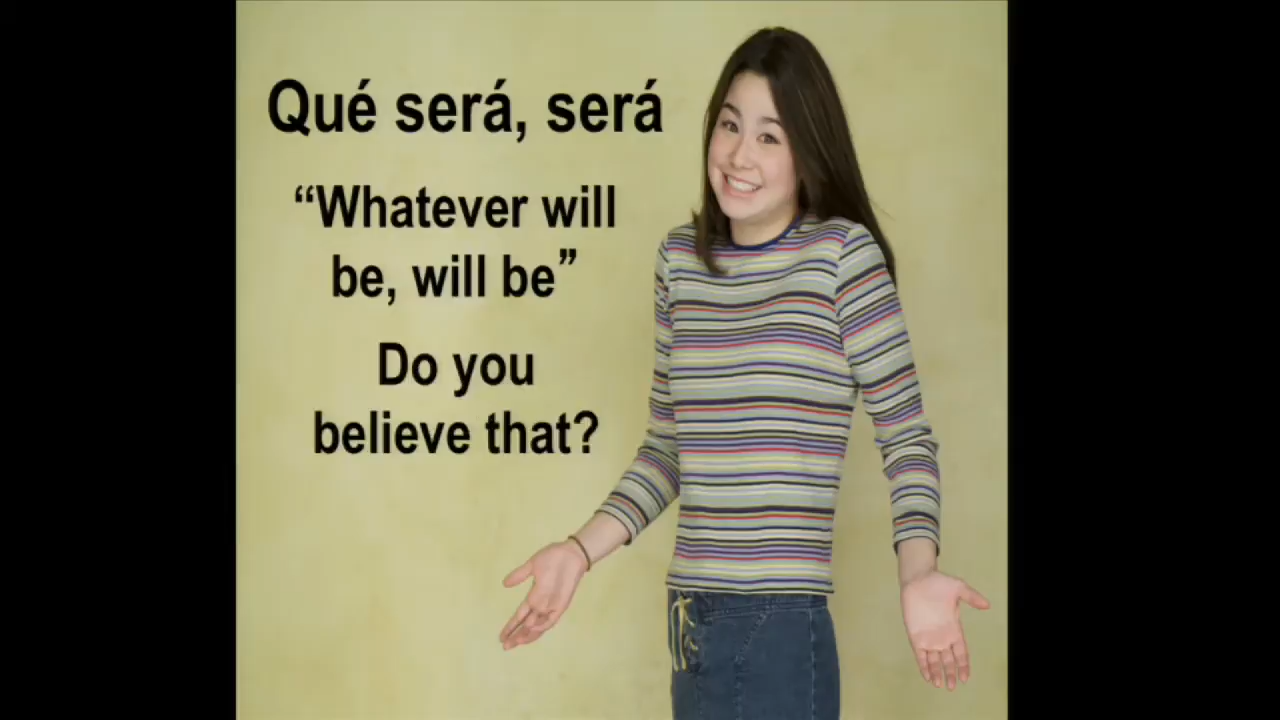 Qué será, será
“Whatever will
be, will be”
Do you
believe that?